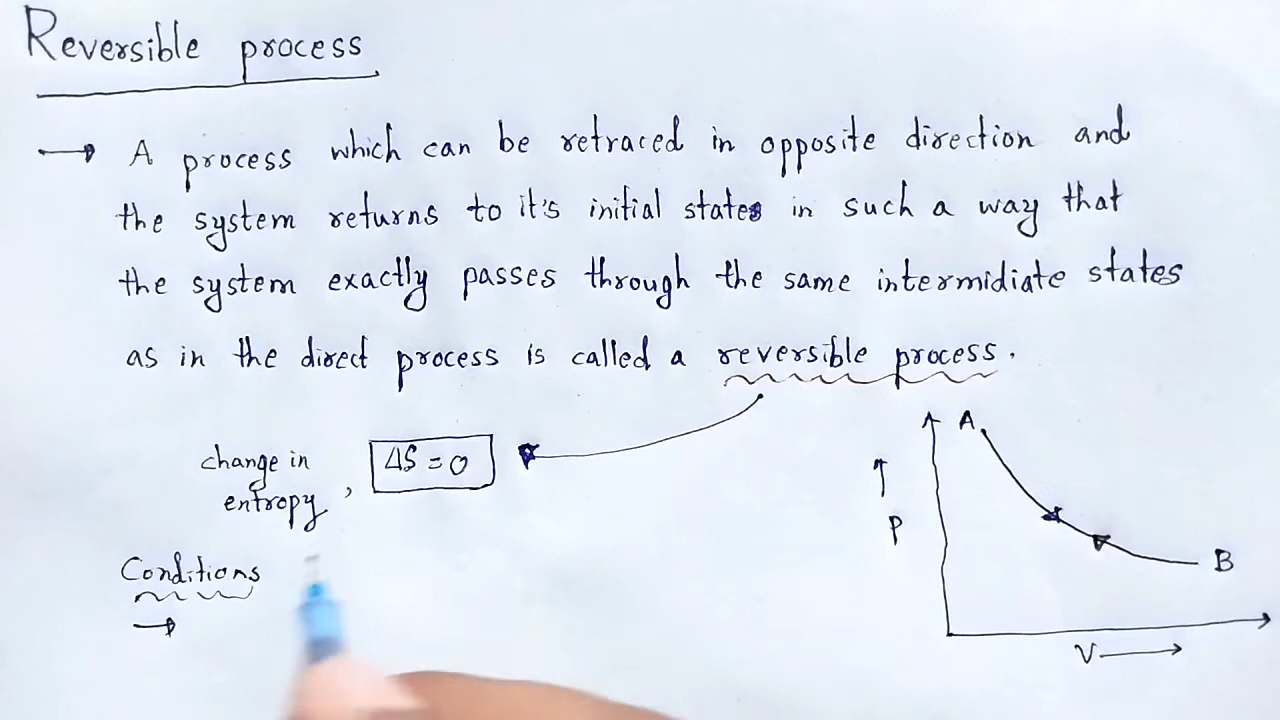 Reversible process
→ A process which can be retraced in opposite direction and
the system returns to it's initial states in such a way that
the system exactly passes through the same intermidiate states
as in the direct process is called a reversible process.
change in
entropy, ΔS = 0
Conditions
→
A
↑
P
B
V →